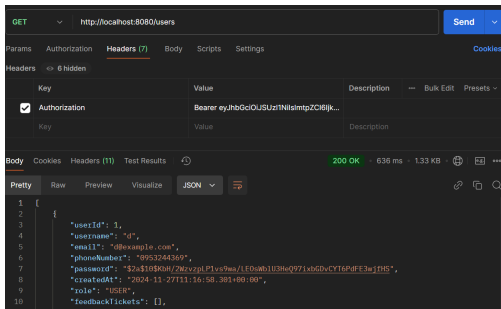 GET http://localhost:8080/users Send
Params Authorization Headers (7) Body Scripts Settings Cookies
Headers 6 hidden
Key Value Description Bulk Edit Presets
Authorization Bearer eyJhbGciOiJSUzI1NiIsImtpZCI6Ijk...
Key Value Description
Body Cookies Headers (11) Test Results 200 OK 636 ms 1.33 KB
Pretty Raw Preview Visualize JSON
1 [
2 {
3 "userId": 1,
4 "username": "d",
5 "email": "d@example.com",
6 "phoneNumber": "0953244369",
7 "password": "$2a$10$KbH/2WzvzpLP1vs9wa/LEOsWblU3HeQ97ixbGDvCYT6PdFE3wjfHS",
8 "createdAt": "2024-11-27T11:16:58.301+00:00",
9 "role": "USER",
10 "feedbackTickets": [],